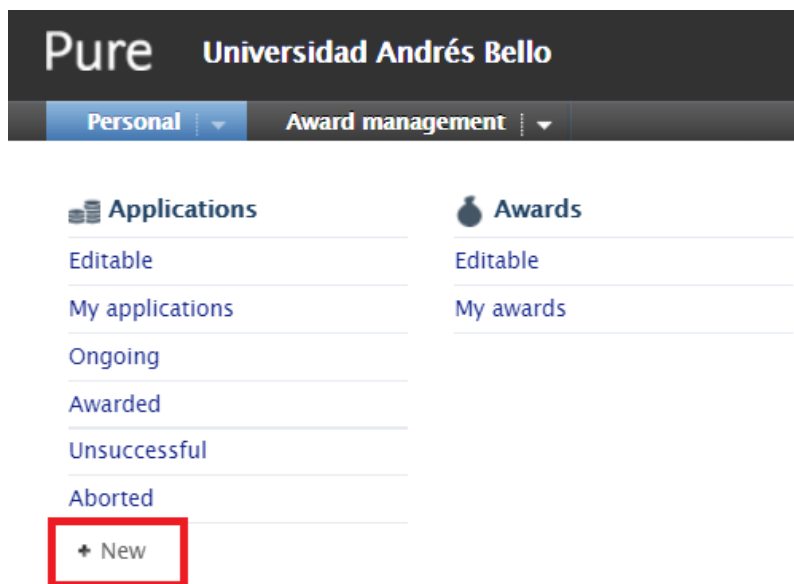 Pure Universidad Andrés Bello
Personal Award management
Applications
Editable
My applications
Ongoing
Awarded
Unsuccessful
Aborted
+ New
Awards
Editable
My awards